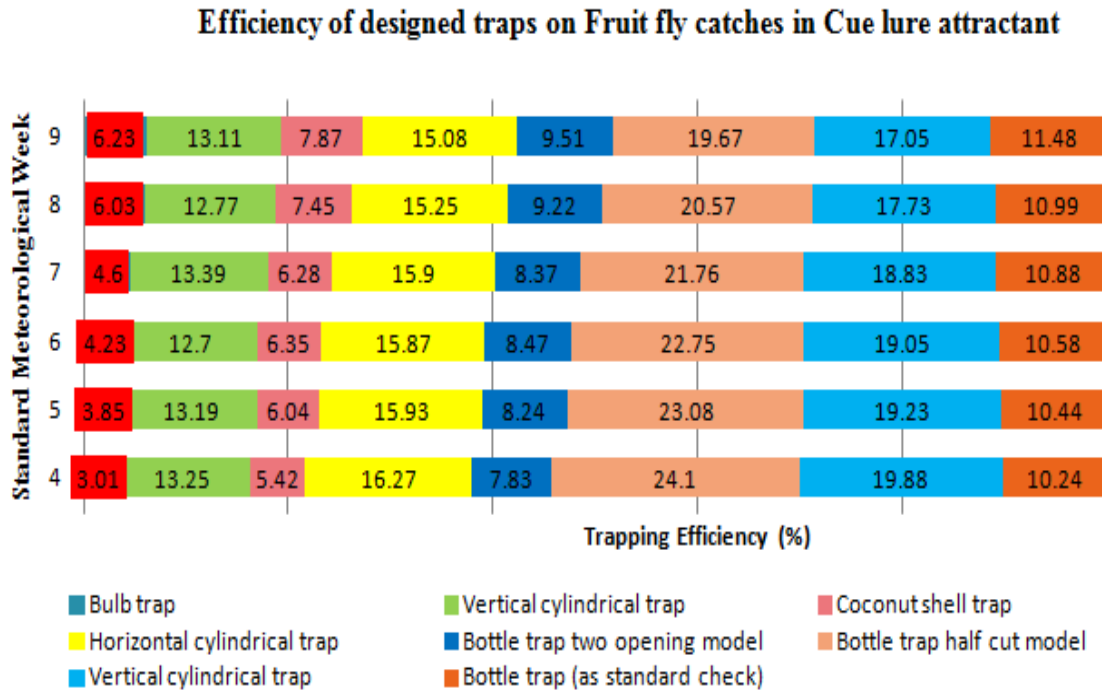 Efficiency of designed traps on Fruit fly catches in Cue lure attractant
Standard Meteorological Week
9 6.23 13.11 7.87 15.08 9.51 19.67 17.05 11.48
8 6.03 12.77 7.45 15.25 9.22 20.57 17.73 10.99
7 4.6 13.39 6.28 15.9 8.37 21.76 18.83 10.88
6 4.23 12.7 6.35 15.87 8.47 22.75 19.05 10.58
5 3.85 13.19 6.04 15.93 8.24 23.08 19.23 10.44
4 3.01 13.25 5.42 16.27 7.83 24.1 19.88 10.24
Trapping Efficiency (%)
Bulb trap Vertical cylindrical trap Coconut shell trap
Horizontal cylindrical trap Bottle trap two opening model Bottle trap half cut model
Vertical cylindrical trap Bottle trap (as standard check)